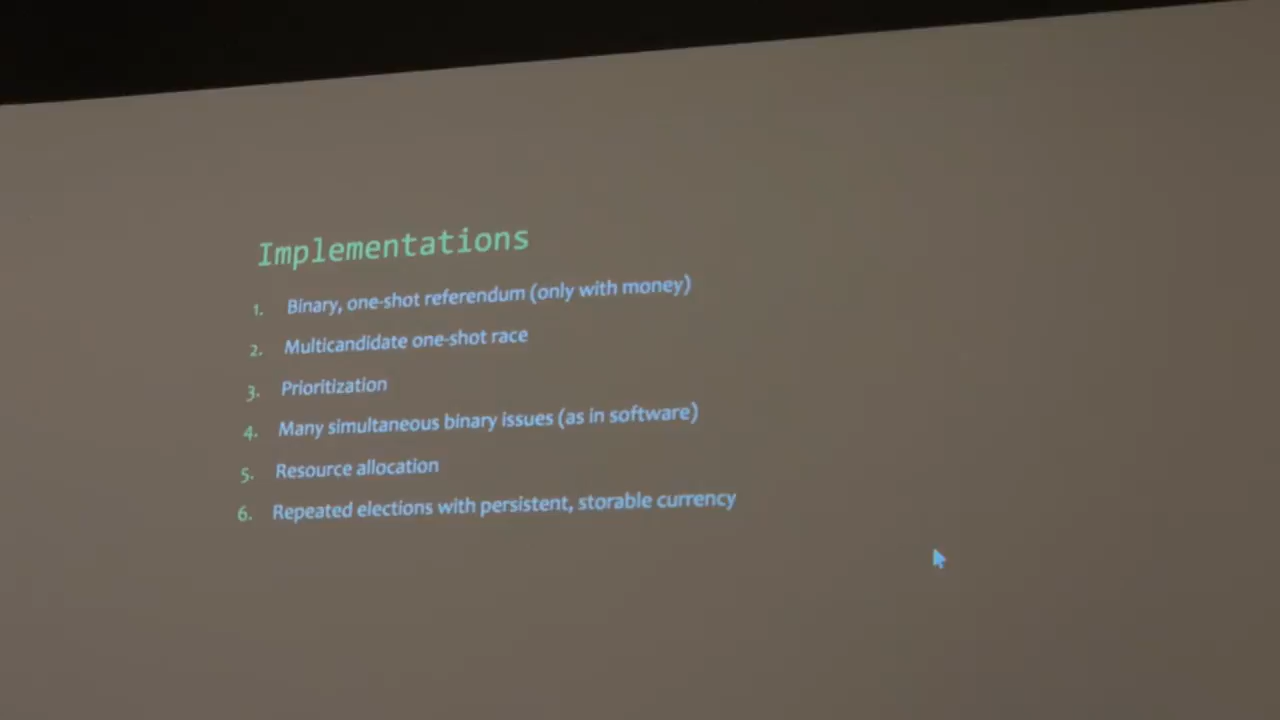 Implementations
1. Binary, one-shot referendum (only with money)
2. Multicandidate one-shot race
3. Prioritization
4. Many simultaneous binary issues (as in software)
5. Resource allocation
6. Repeated elections with persistent, storable currency